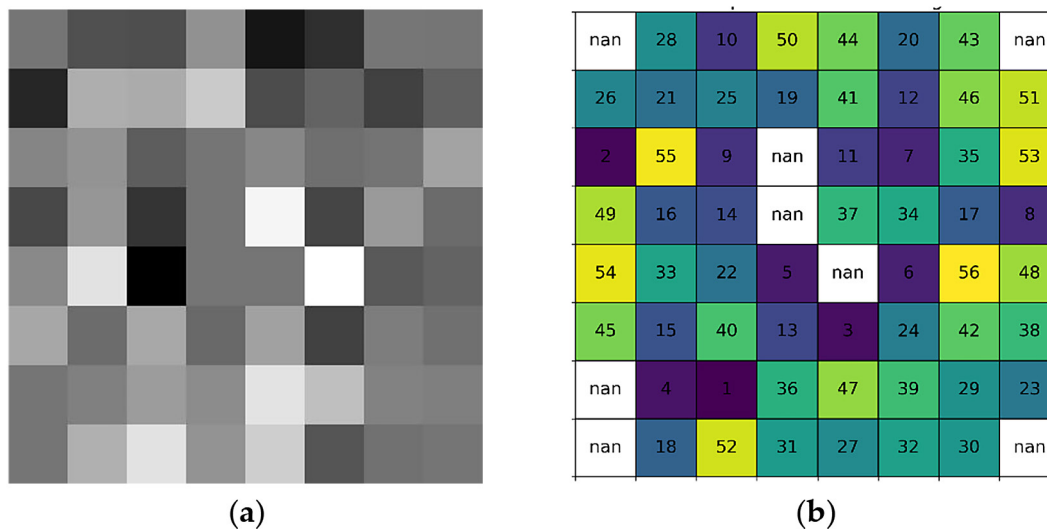 nan 28 10 50 44 20 43 nan
26 21 25 19 41 12 46 51
2 55 9 nan 11 7 35 53
49 16 14 nan 37 34 17 8
54 33 22 5 nan 6 56 48
45 15 40 13 3 24 42 38
nan 4 1 36 47 39 29 23
nan 18 52 31 27 32 30 nan
(a) (b)